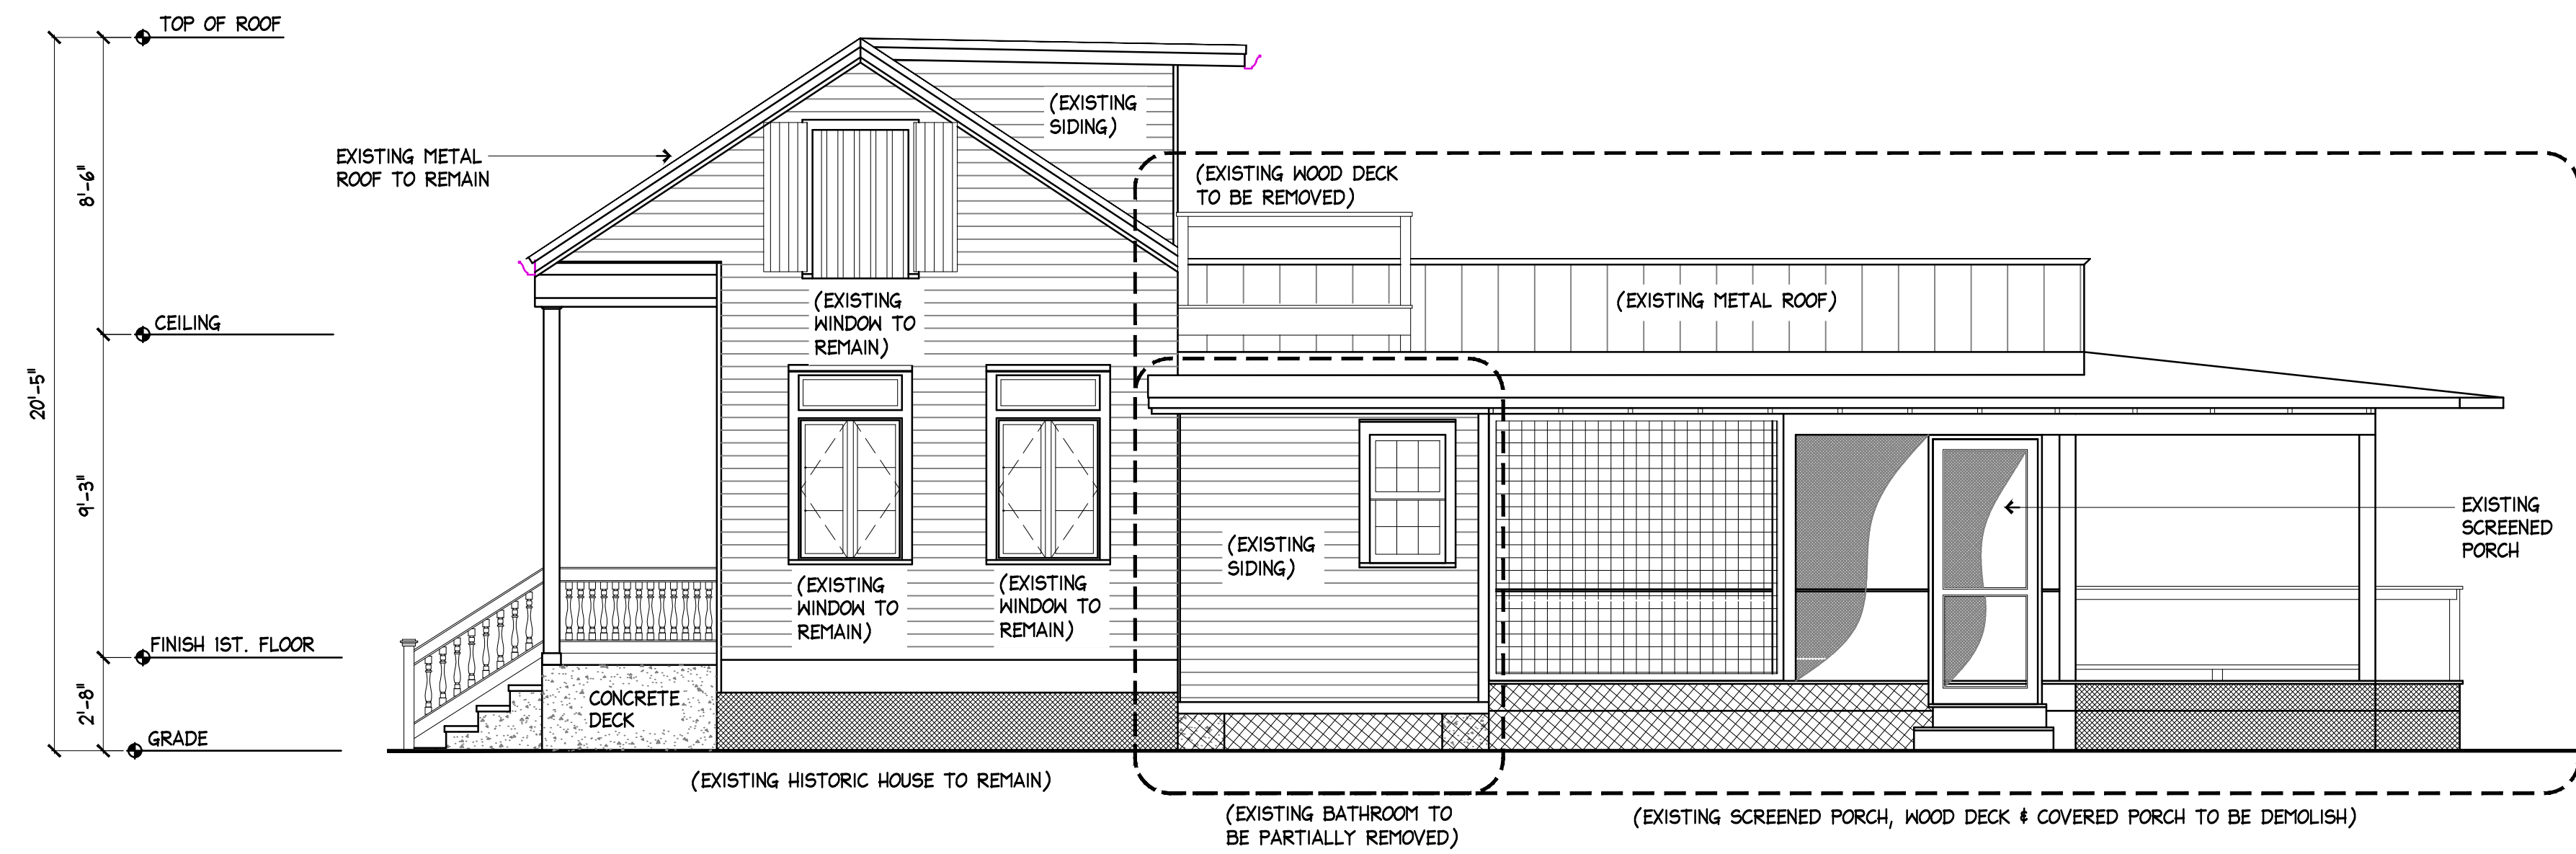 TOP OF ROOF
(EXISTING
SIDING)
EXISTING METAL
ROOF TO REMAIN
(EXISTING WOOD DECK
TO BE REMOVED)
8'-6"
(EXISTING METAL ROOF)
(EXISTING
WINDOW TO
REMAIN)
CEILING
20'-5"
9'-3"
EXISTING
SCREENED
PORCH
(EXISTING
SIDING)
(EXISTING
WINDOW TO
REMAIN)
(EXISTING
WINDOW TO
REMAIN)
FINISH 1ST. FLOOR
2'-8"
CONCRETE
DECK
GRADE
(EXISTING HISTORIC HOUSE TO REMAIN)
(EXISTING BATHROOM TO
BE PARTIALLY REMOVED)
(EXISTING SCREENED PORCH, WOOD DECK & COVERED PORCH TO BE DEMOLISH)